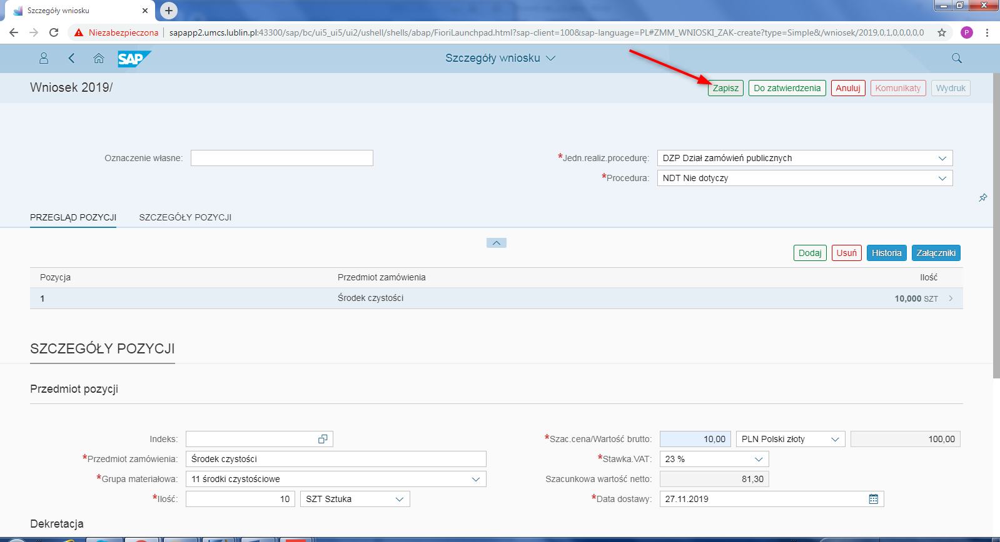 Szczegóły wniosku
Niezabezpieczona sapapp2.umcs.lublin.pl:43300/sap/bc/ui5_ui5/ui2/ushell/shells/abap/FioriLaunchpad.html?sap-client=100&sap-language=PL#ZMM_WNIOSKI_ZAK-create?type=Simple&/wniosek/2019,0,1,0,0,0,0,0
P
SAP Szczegóły wniosku
Wniosek 2019/ Zapisz Do zatwierdzenia Anuluj Komunikaty Wydruk
Oznaczenie własne: *Jedn.realiz.procedurę: DZP Dział zamówień publicznych
*Procedura: NDT Nie dotyczy
PRZEGLĄD POZYCJI SZCZEGÓŁY POZYCJI
Dodaj Usuń Historia Załączniki
Pozycja Przedmiot zamówienia Ilość
1 Środek czystości 10,000 SZT
SZCZEGÓŁY POZYCJI
Przedmiot pozycji
Indeks: *Szac.cena/Wartość brutto: 10,00 PLN Polski złoty 100,00
*Przedmiot zamówienia: Środek czystości *Stawka.VAT: 23 %
*Grupa materiałowa: 11 środki czystościowe Szacunkowa wartość netto: 81,30
*Ilość: 10 SZT Sztuka *Data dostawy: 27.11.2019
Dekretacja